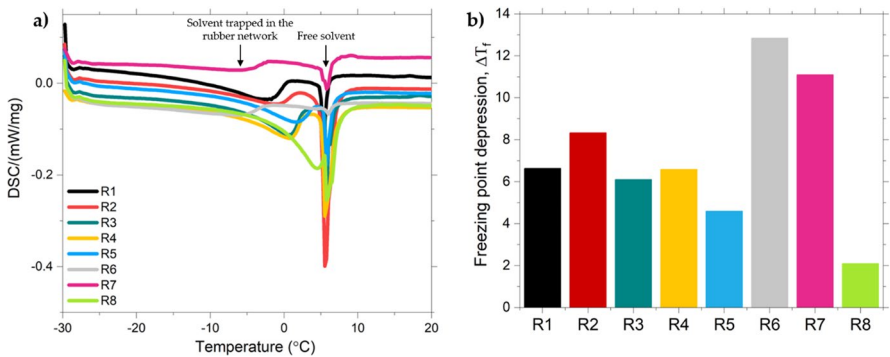 a)
Solvent trapped in the
rubber network
Free solvent
DSC/(mW/mg)
0.0
-0.2
-0.4
R1
R2
R3
R4
R5
R6
R7
R8
-30
-20
-10
0
10
20
Temperature (°C)
b)
Freezing point depression, ΔTf
14
12
10
8
6
4
2
0
R1
R2
R3
R4
R5
R6
R7
R8